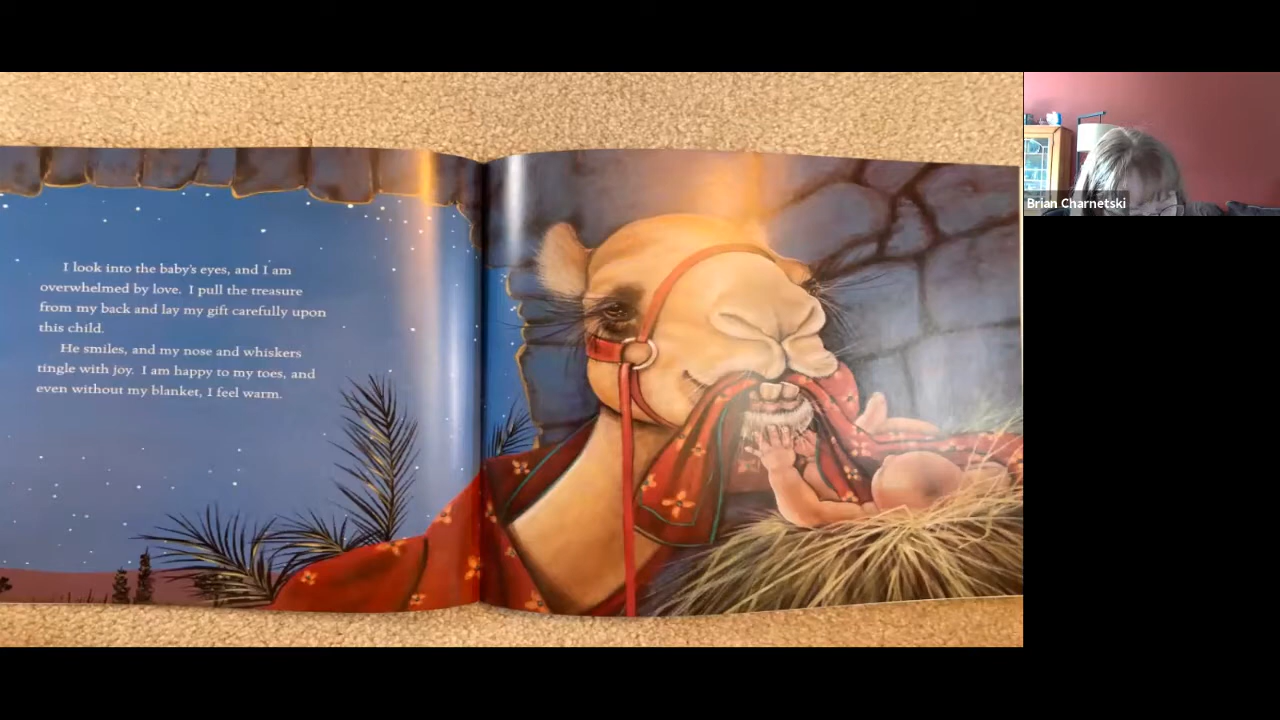 I look into the baby's eyes, and I am
overwhelmed by love. I pull the treasure
from my back and lay my gift carefully upon
this child.
He smiles, and my nose and whiskers
tingle with joy. I am happy to my toes, and
even without my blanket, I feel warm.
Brian Charnetski